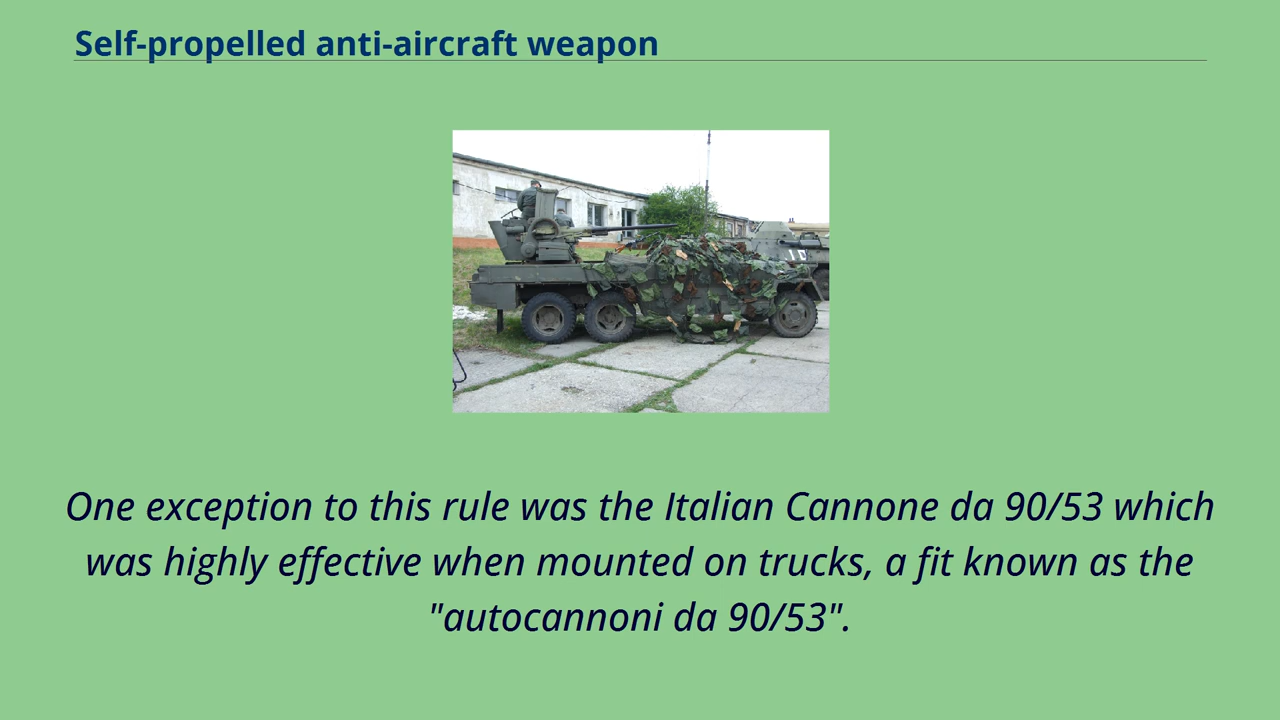 Self-propelled anti-aircraft weapon
One exception to this rule was the Italian Cannone da 90/53 which
was highly effective when mounted on trucks, a fit known as the
"autocannoni da 90/53".